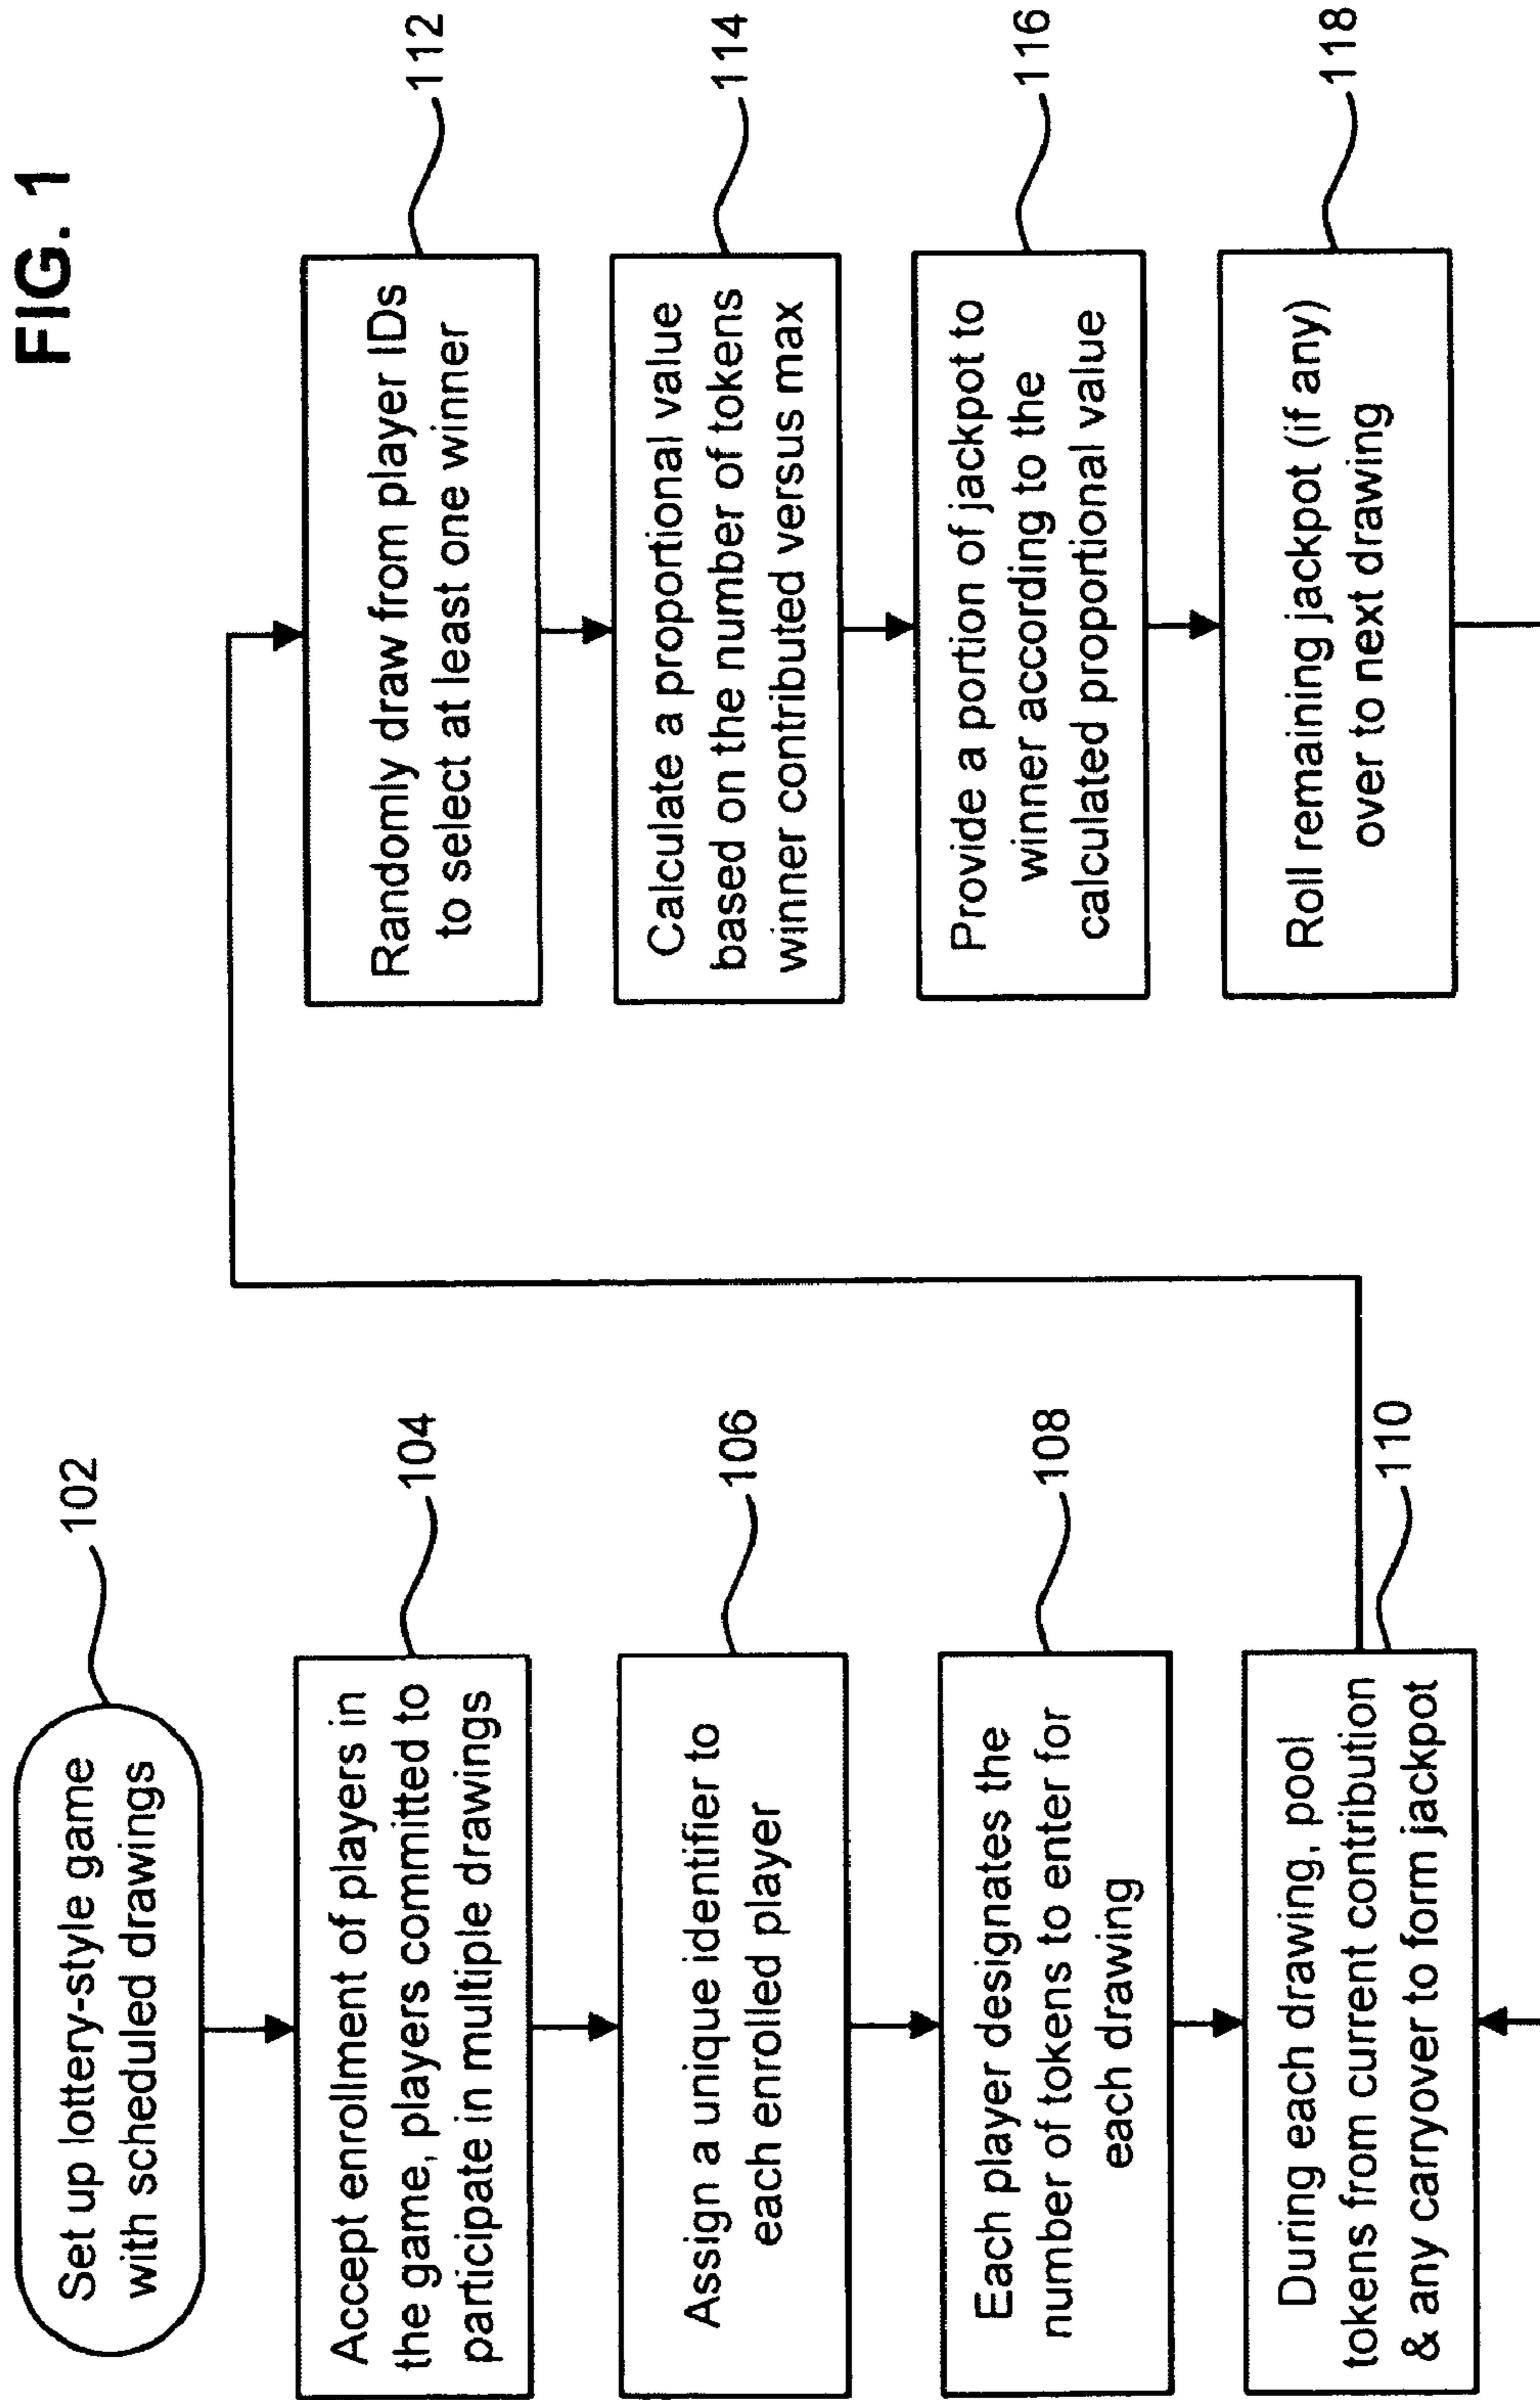 FIG. 1
Set up lottery-style game
with scheduled drawings
102
Accept enrollment of players in
the game, players committed to
participate in multiple drawings
104
Assign a unique identifier to
each enrolled player
106
Each player designates the
number of tokens to enter for
each drawing
108
During each drawing, pool
tokens from current contribution
& any carryover to form jackpot
110
Randomly draw from player IDs
to select at least one winner
112
Calculate a proportional value
based on the number of tokens
winner contributed versus max
114
Provide a portion of jackpot to
winner according to the
calculated proportional value
116
Roll remaining jackpot (if any)
over to next drawing
118